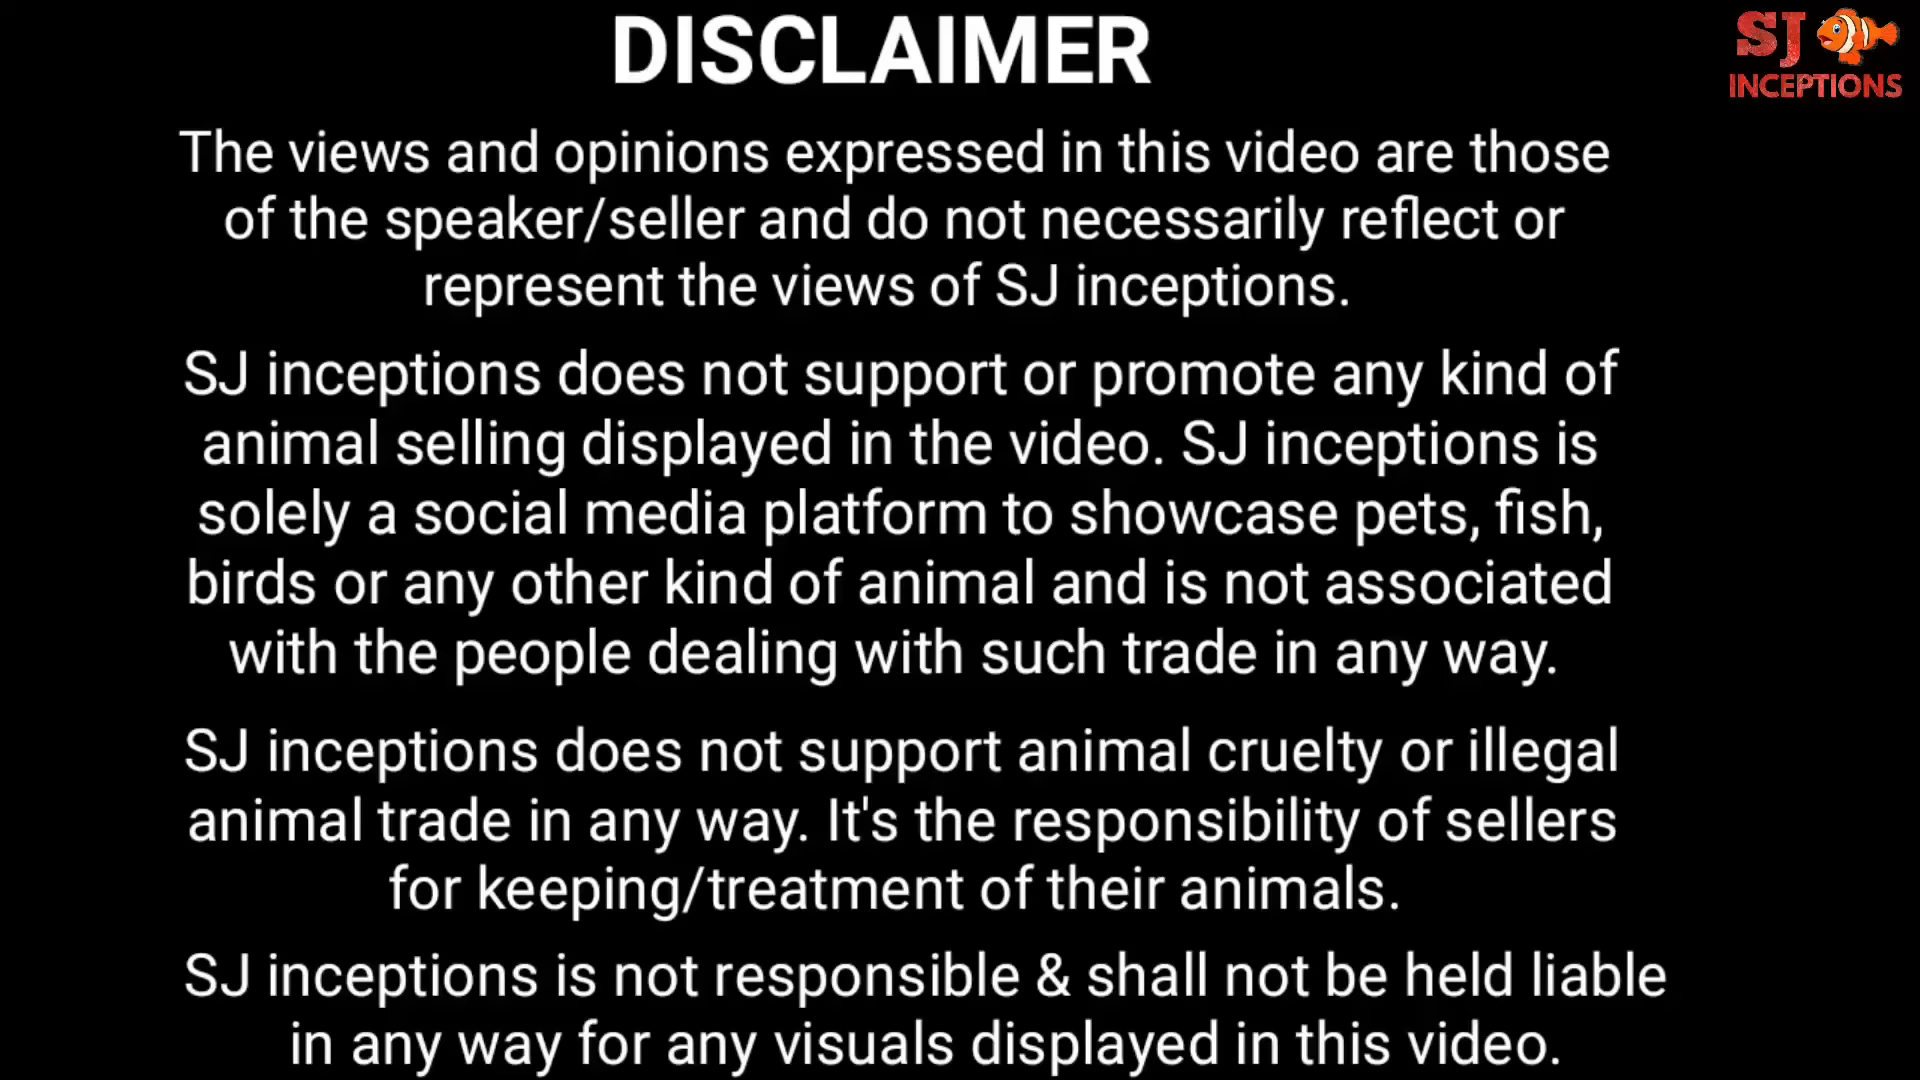 DISCLAIMER
SJ
INCEPTIONS
The views and opinions expressed in this video are those
of the speaker/seller and do not necessarily reflect or
represent the views of SJ inceptions.
SJ inceptions does not support or promote any kind of
animal selling displayed in the video. SJ inceptions is
solely a social media platform to showcase pets, fish,
birds or any other kind of animal and is not associated
with the people dealing with such trade in any way.
SJ inceptions does not support animal cruelty or illegal
animal trade in any way. It's the responsibility of sellers
for keeping/treatment of their animals.
SJ inceptions is not responsible & shall not be held liable
in any way for any visuals displayed in this video.